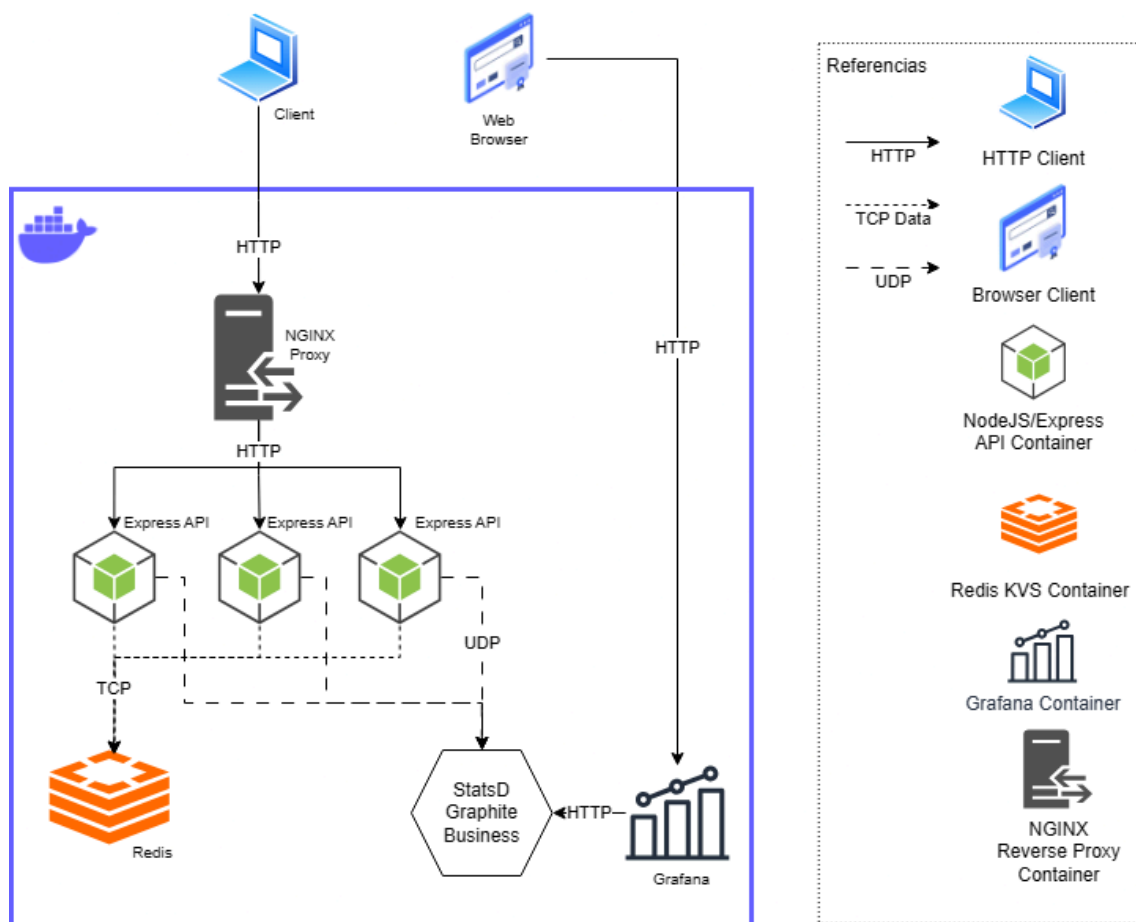 Client
Web
Browser
HTTP
NGINX
Proxy
HTTP
HTTP
Express API
Express API
Express API
UDP
TCP
Redis
StatsD
Graphite
Business
HTTP
Grafana
Referencias
HTTP
TCP Data
UDP
HTTP Client
Browser Client
NodeJS/Express
API Container
Redis KVS Container
Grafana Container
NGINX
Reverse Proxy
Container